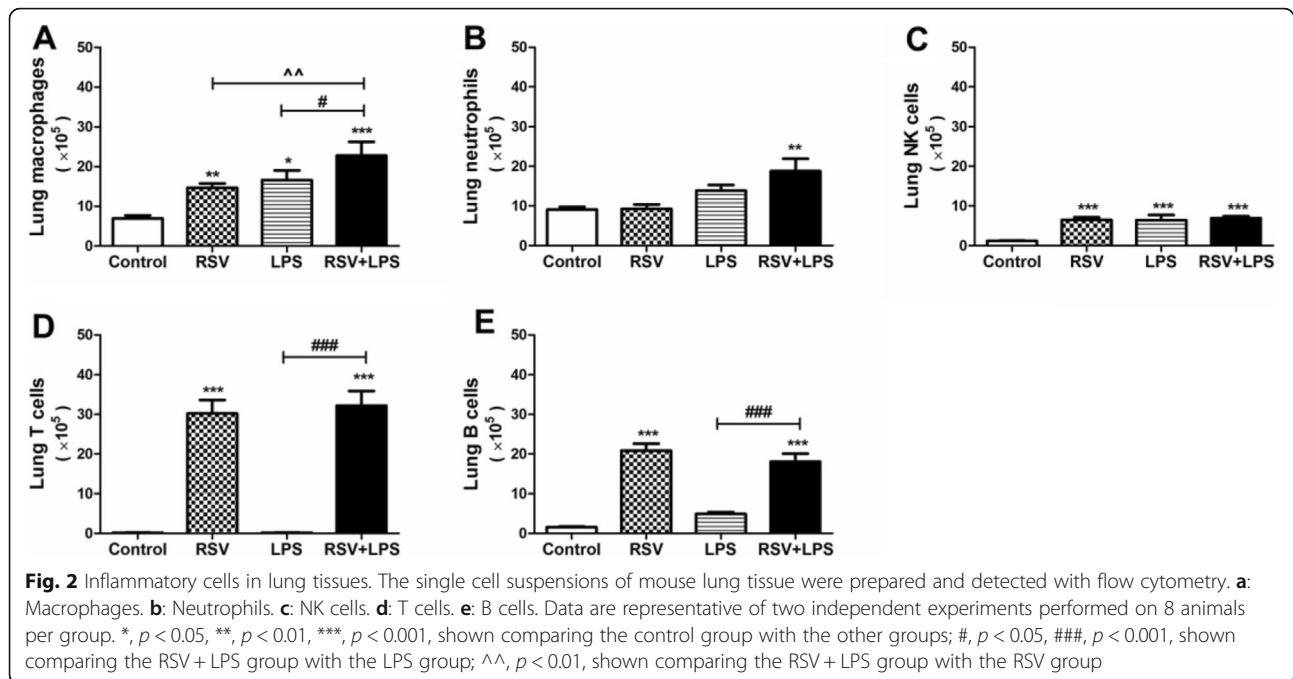 A
Lung macrophages
( ×10⁵)
50
40
30
20
10
0
^^
#
**
*
***
Control RSV LPS RSV+LPS
B
Lung neutrophils
( ×10⁵)
50
40
30
20
10
0
**
Control RSV LPS RSV+LPS
C
Lung NK cells
( ×10⁵)
50
40
30
20
10
0
***
***
***
Control RSV LPS RSV+LPS
D
Lung T cells
( ×10⁵)
50
40
30
20
10
0
###
***
***
Control RSV LPS RSV+LPS
E
Lung B cells
( ×10⁵)
50
40
30
20
10
0
###
***
***
Control RSV LPS RSV+LPS
Fig. 2 Inflammatory cells in lung tissues. The single cell suspensions of mouse lung tissue were prepared and detected with flow cytometry. a:
Macrophages. b: Neutrophils. c: NK cells. d: T cells. e: B cells. Data are representative of two independent experiments performed on 8 animals
per group. *, p < 0.05, **, p < 0.01, ***, p < 0.001, shown comparing the control group with the other groups; #, p < 0.05, ###, p < 0.001, shown
comparing the RSV + LPS group with the LPS group; ^^, p < 0.01, shown comparing the RSV + LPS group with the RSV group